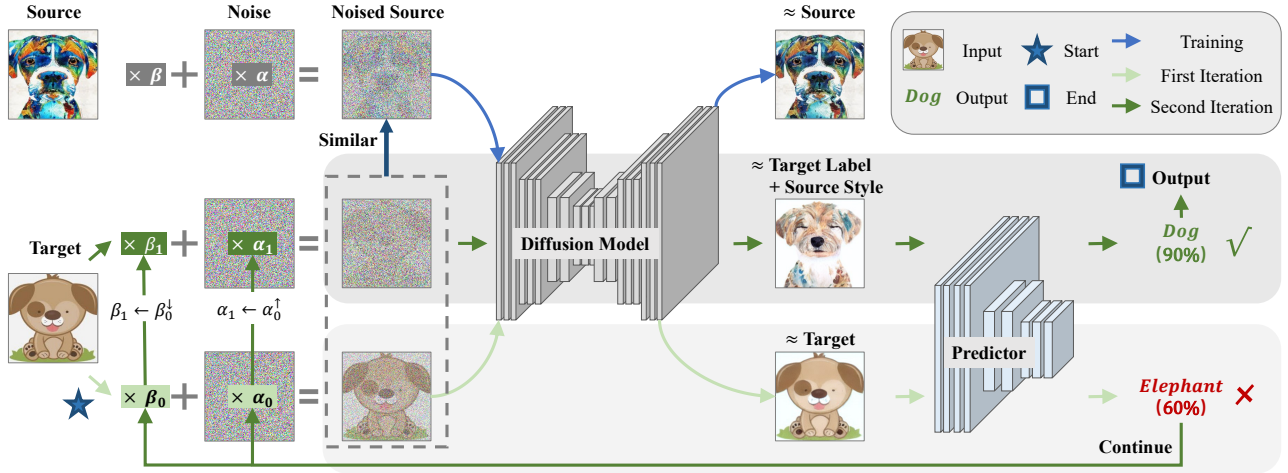 Source
Noise
Noised Source
≈ Source
× β + × α =
Input
Start
Training
First Iteration
Dog
Output
End
Second Iteration
Similar
≈ Target Label
+ Source Style
Output
Target
× β₁ + × α₁ =
Diffusion Model
Dog
(90%)
√
β₁ ← β₀↓
α₁ ← α₀↑
≈ Target
Predictor
× β₀ + × α₀ =
Elephant
(60%)
×
Continue